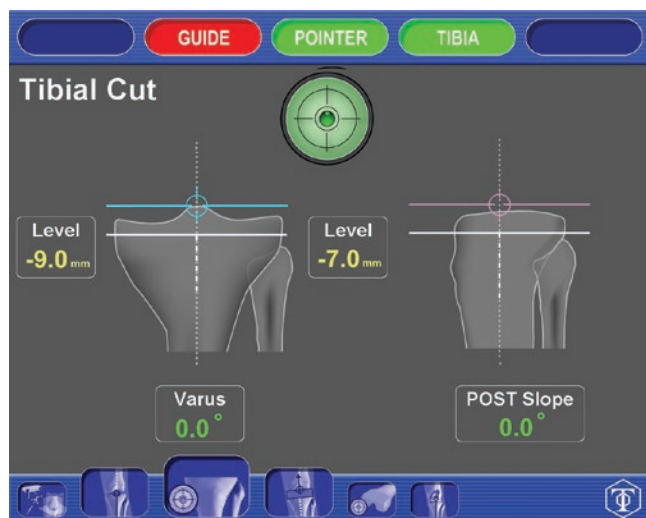 GUIDE
POINTER
TIBIA
Tibial Cut
Level
-9.0 mm
Level
-7.0 mm
Varus
0.0°
POST Slope
0.0°